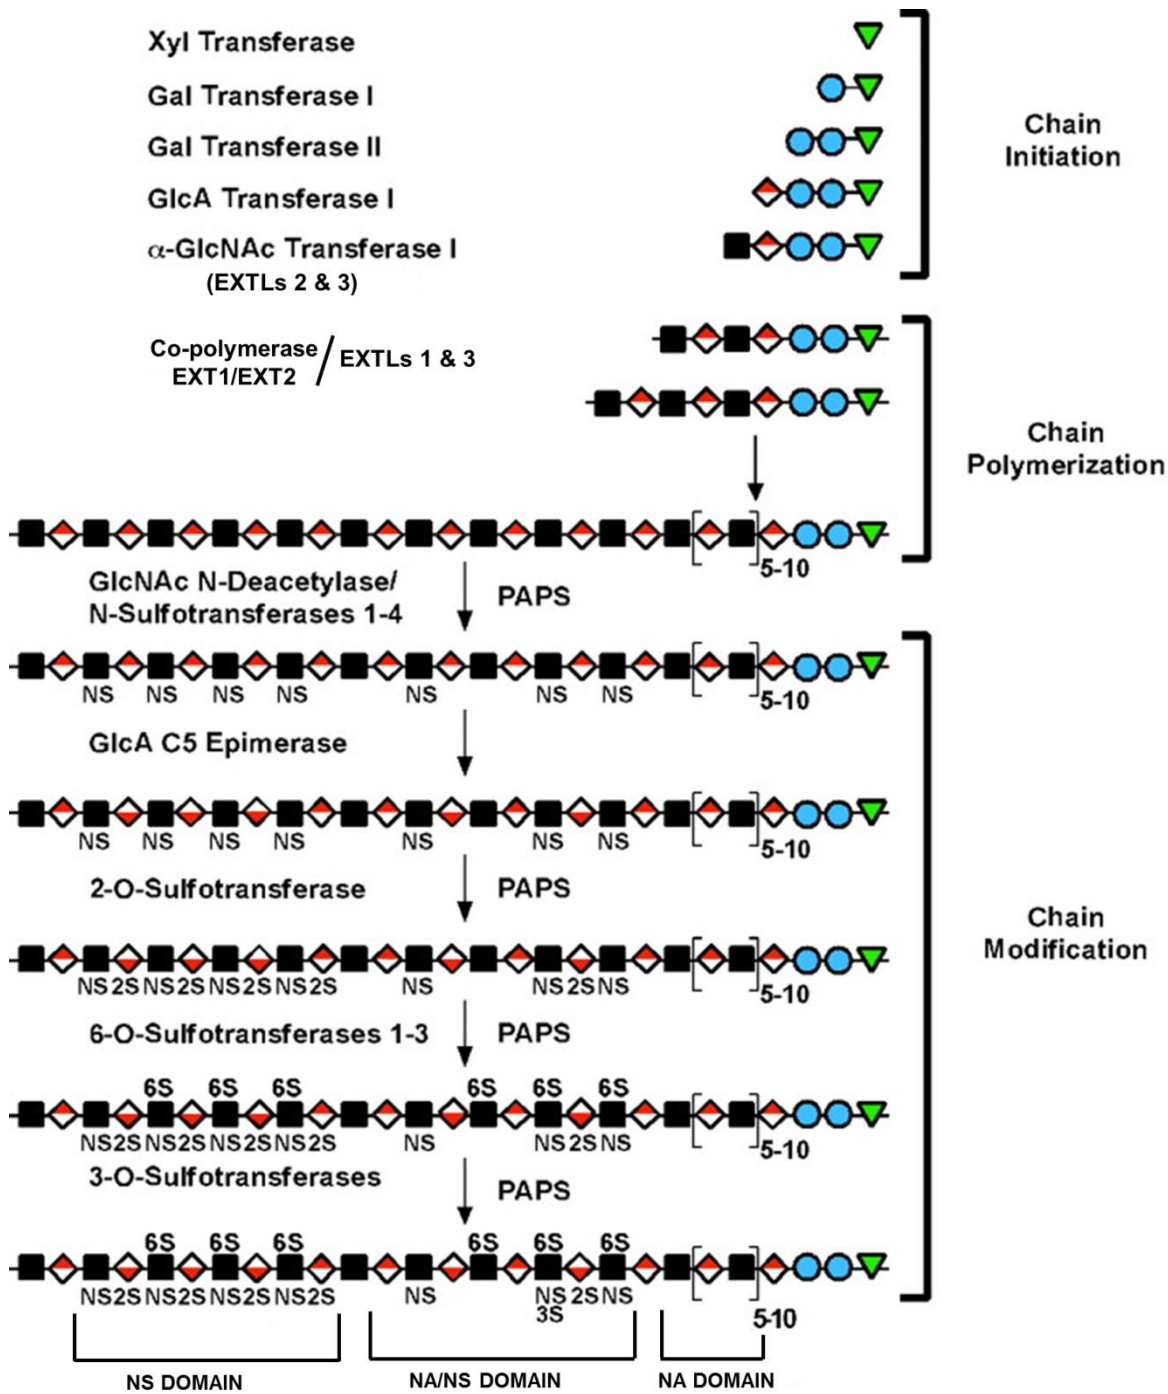 Xyl Transferase
Gal Transferase I
Gal Transferase II
GlcA Transferase I
α-GlcNAc Transferase I
(EXTLs 2 & 3)
Chain
Initiation
Co-polymerase
EXT1/EXT2
/ EXTLs 1 & 3
Chain
Polymerization
5-10
GlcNAc N-Deacetylase/
N-Sulfotransferases 1-4
PAPS
NS NS NS NS NS NS NS
5-10
GlcA C5 Epimerase
NS NS NS NS NS NS NS
5-10
2-O-Sulfotransferase
PAPS
Chain
Modification
NS 2S NS 2S NS 2S NS 2S NS NS 2S NS
5-10
6-O-Sulfotransferases 1-3
PAPS
6S 6S 6S 6S 6S 6S
NS 2S NS 2S NS 2S NS 2S NS NS 2S NS
5-10
3-O-Sulfotransferases
PAPS
6S 6S 6S 6S 6S 6S
NS 2S NS 2S NS 2S NS 2S NS NS 2S NS
3S
5-10
NS DOMAIN
NA/NS DOMAIN
NA DOMAIN